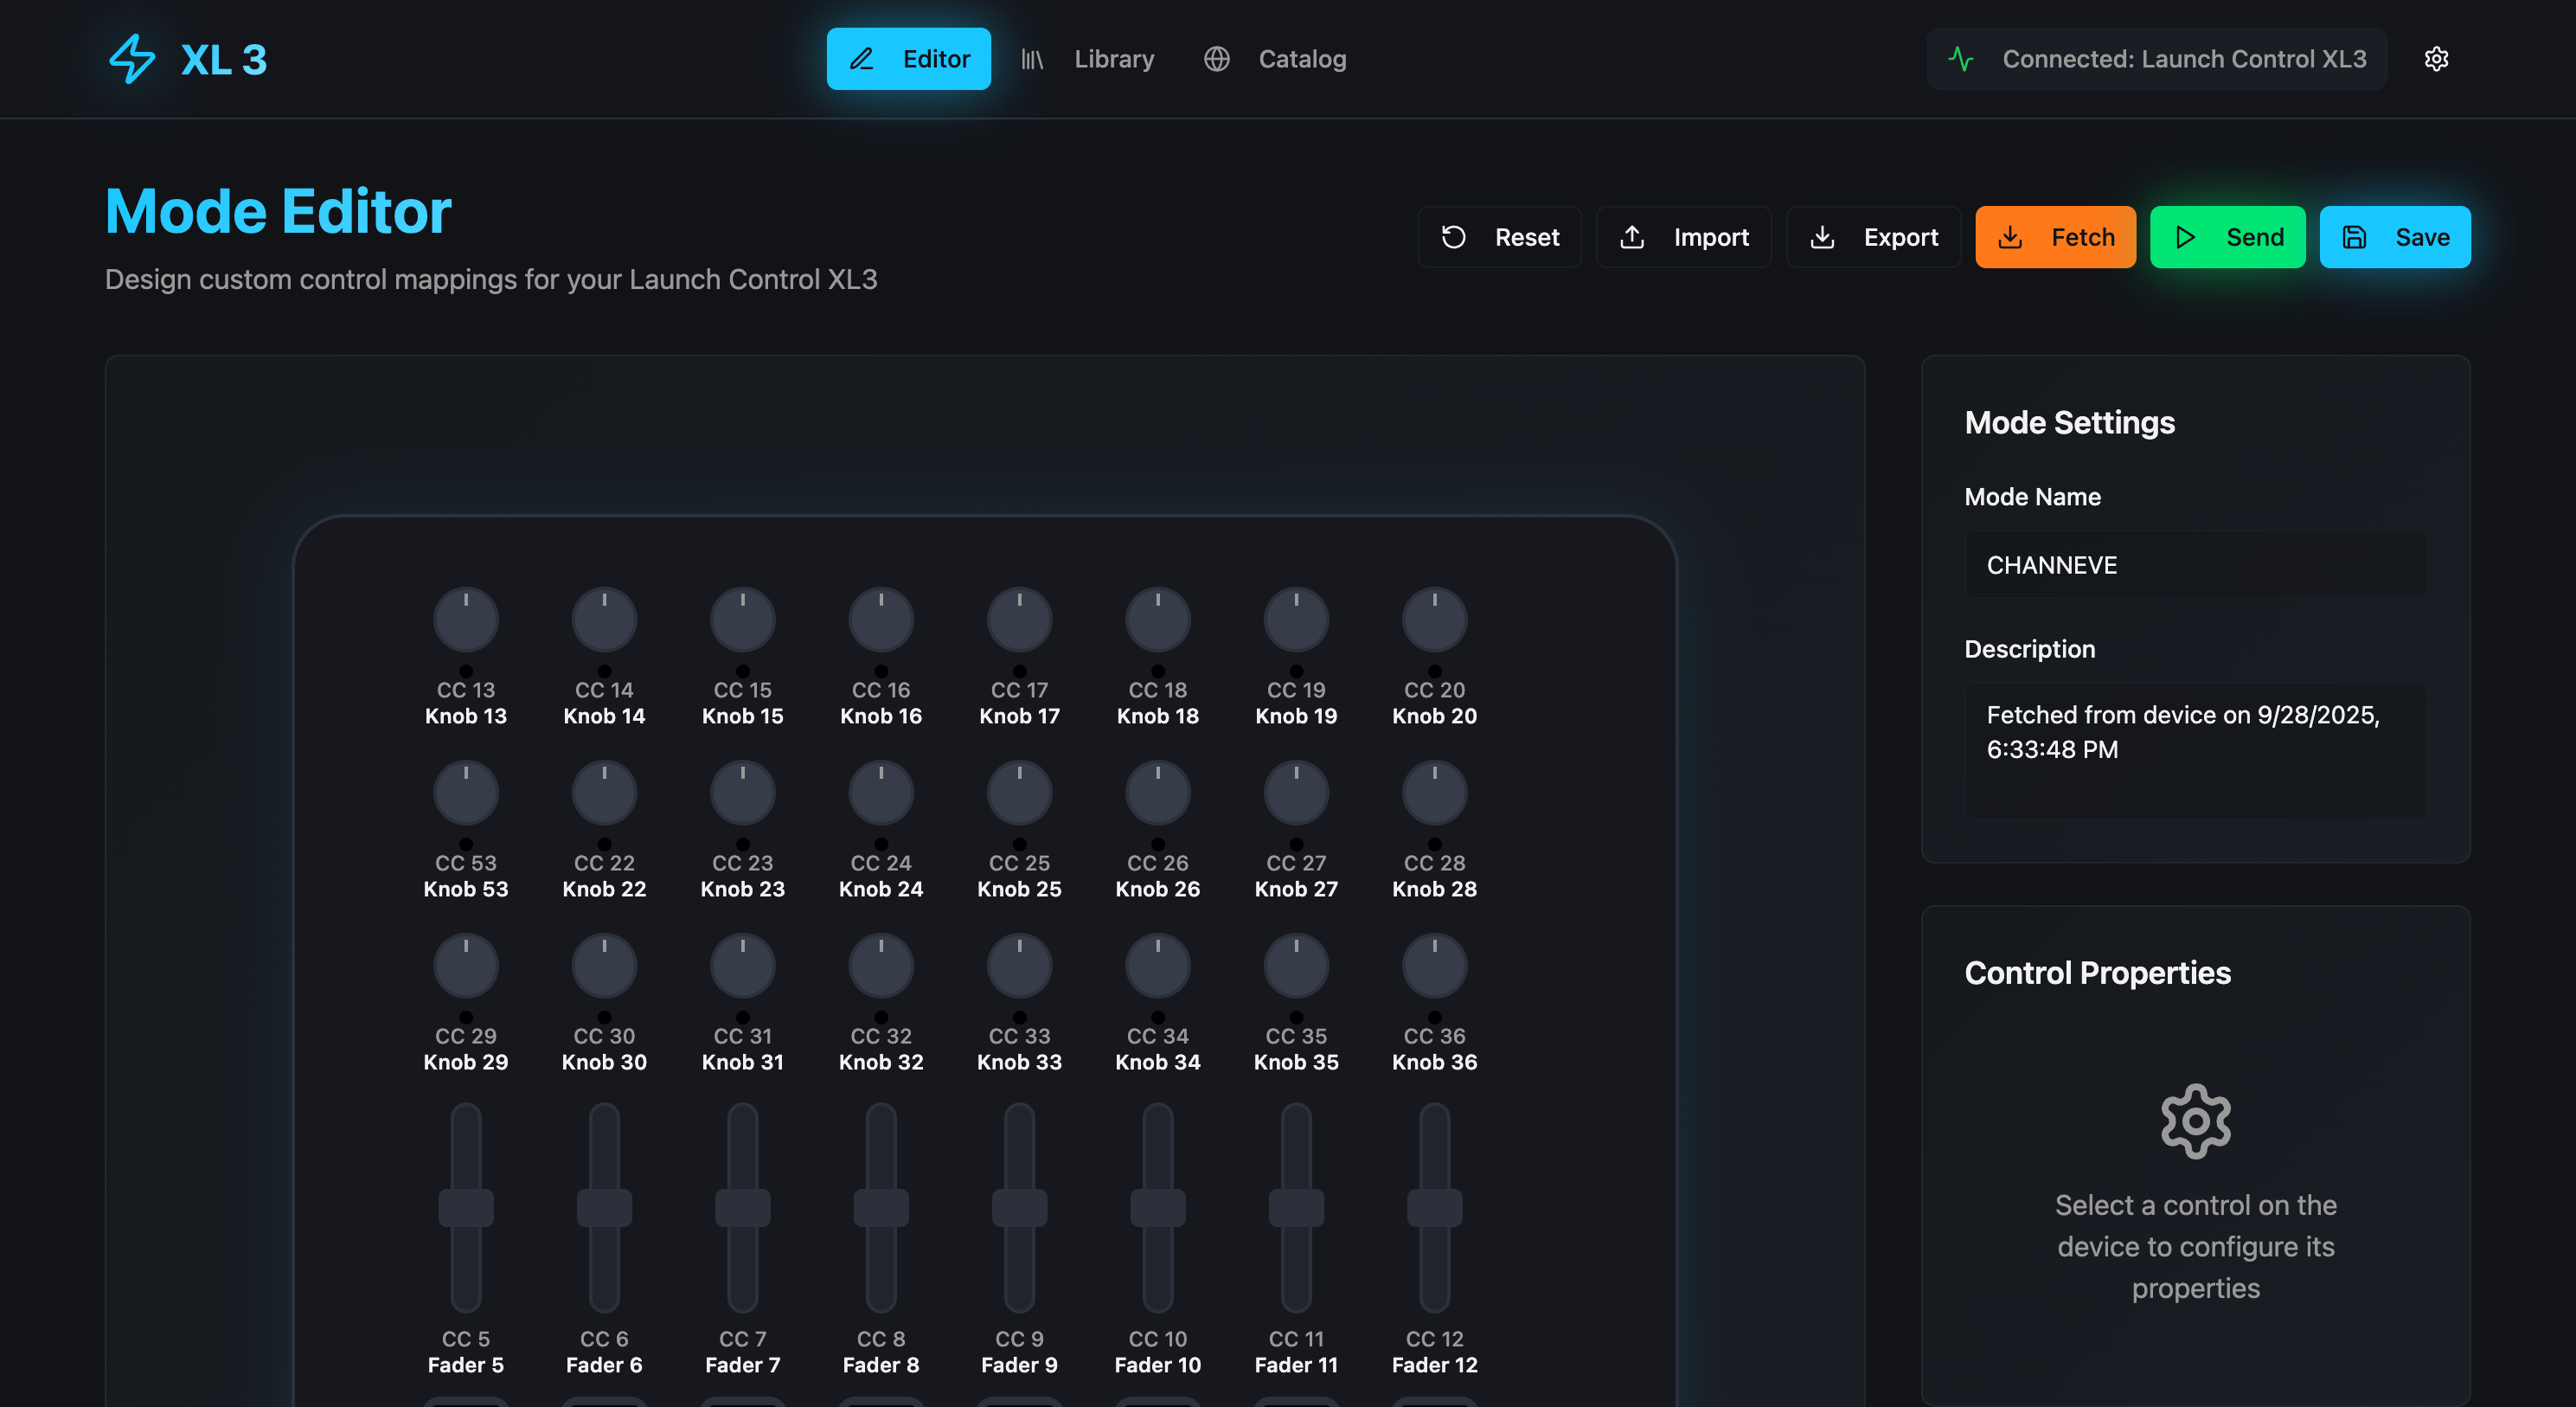 XL 3
Editor
Library
Catalog
Connected: Launch Control XL3
Mode Editor
Design custom control mappings for your Launch Control XL3
Reset
Import
Export
Fetch
Send
Save
CC 13 CC 14 CC 15 CC 16 CC 17 CC 18 CC 19 CC 20
Knob 13 Knob 14 Knob 15 Knob 16 Knob 17 Knob 18 Knob 19 Knob 20
CC 53 CC 22 CC 23 CC 24 CC 25 CC 26 CC 27 CC 28
Knob 53 Knob 22 Knob 23 Knob 24 Knob 25 Knob 26 Knob 27 Knob 28
CC 29 CC 30 CC 31 CC 32 CC 33 CC 34 CC 35 CC 36
Knob 29 Knob 30 Knob 31 Knob 32 Knob 33 Knob 34 Knob 35 Knob 36
CC 5 CC 6 CC 7 CC 8 CC 9 CC 10 CC 11 CC 12
Fader 5 Fader 6 Fader 7 Fader 8 Fader 9 Fader 10 Fader 11 Fader 12
Mode Settings
Mode Name
CHANNEVE
Description
Fetched from device on 9/28/2025,
6:33:48 PM
Control Properties
Select a control on the
device to configure its
properties